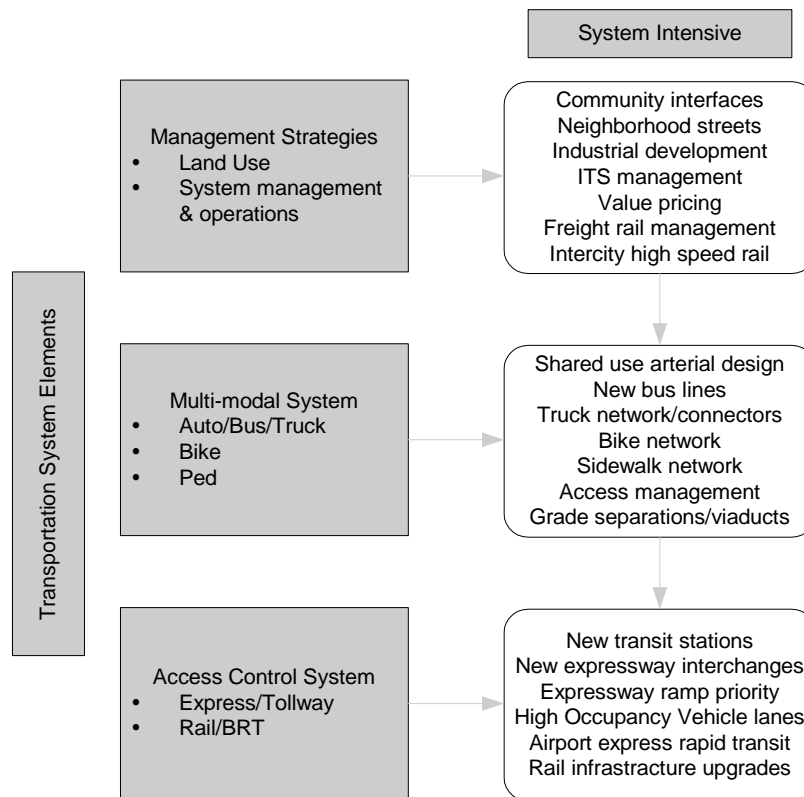 System Intensive
Transportation System Elements
Management Strategies
• Land Use
• System management
& operations
Community interfaces
Neighborhood streets
Industrial development
ITS management
Value pricing
Freight rail management
Intercity high speed rail
Multi-modal System
• Auto/Bus/Truck
• Bike
• Ped
Shared use arterial design
New bus lines
Truck network/connectors
Bike network
Sidewalk network
Access management
Grade separations/viaducts
Access Control System
• Express/Tollway
• Rail/BRT
New transit stations
New expressway interchanges
Expressway ramp priority
High Occupancy Vehicle lanes
Airport express rapid transit
Rail infrastracture upgrades